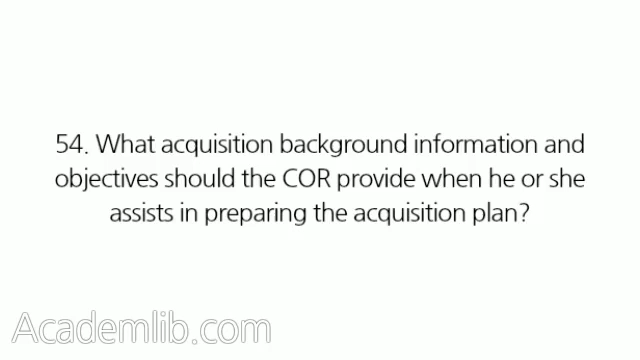 54. What acquisition background information and
objectives should the COR provide when he or she
assists in preparing the acquisition plan?
Academlib.com